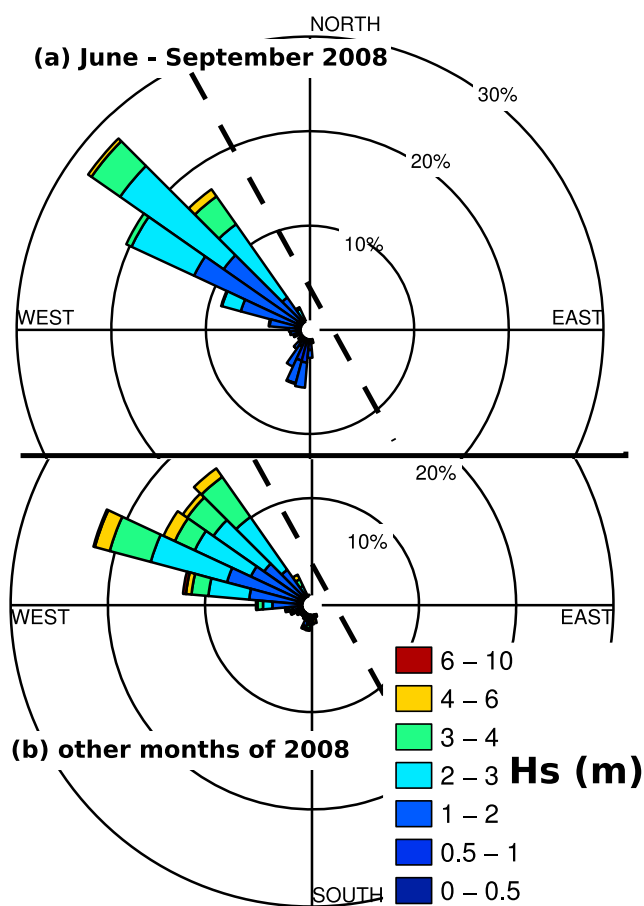 NORTH
(a) June - September 2008
30%
20%
10%
WEST
EAST
20%
10%
WEST
EAST
6 – 10
4 – 6
3 – 4
(b) other months of 2008
2 – 3
Hs (m)
1 – 2
0.5 – 1
0 – 0.5
SOUTH